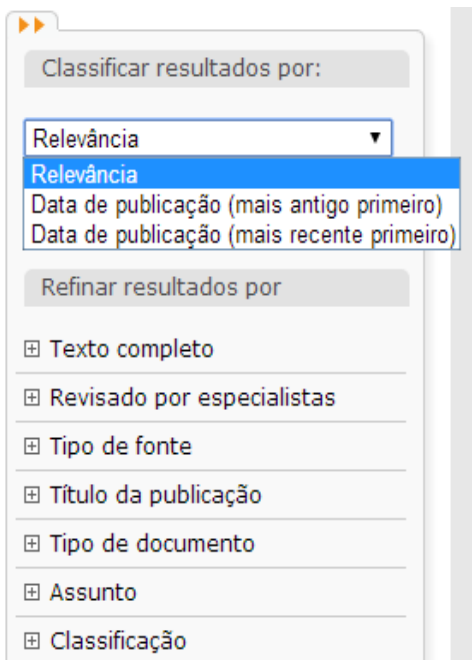 Classificar resultados por:
Relevância
Relevância
Data de publicação (mais antigo primeiro)
Data de publicação (mais recente primeiro)
Refinar resultados por
Texto completo
Revisado por especialistas
Tipo de fonte
Título da publicação
Tipo de documento
Assunto
Classificação